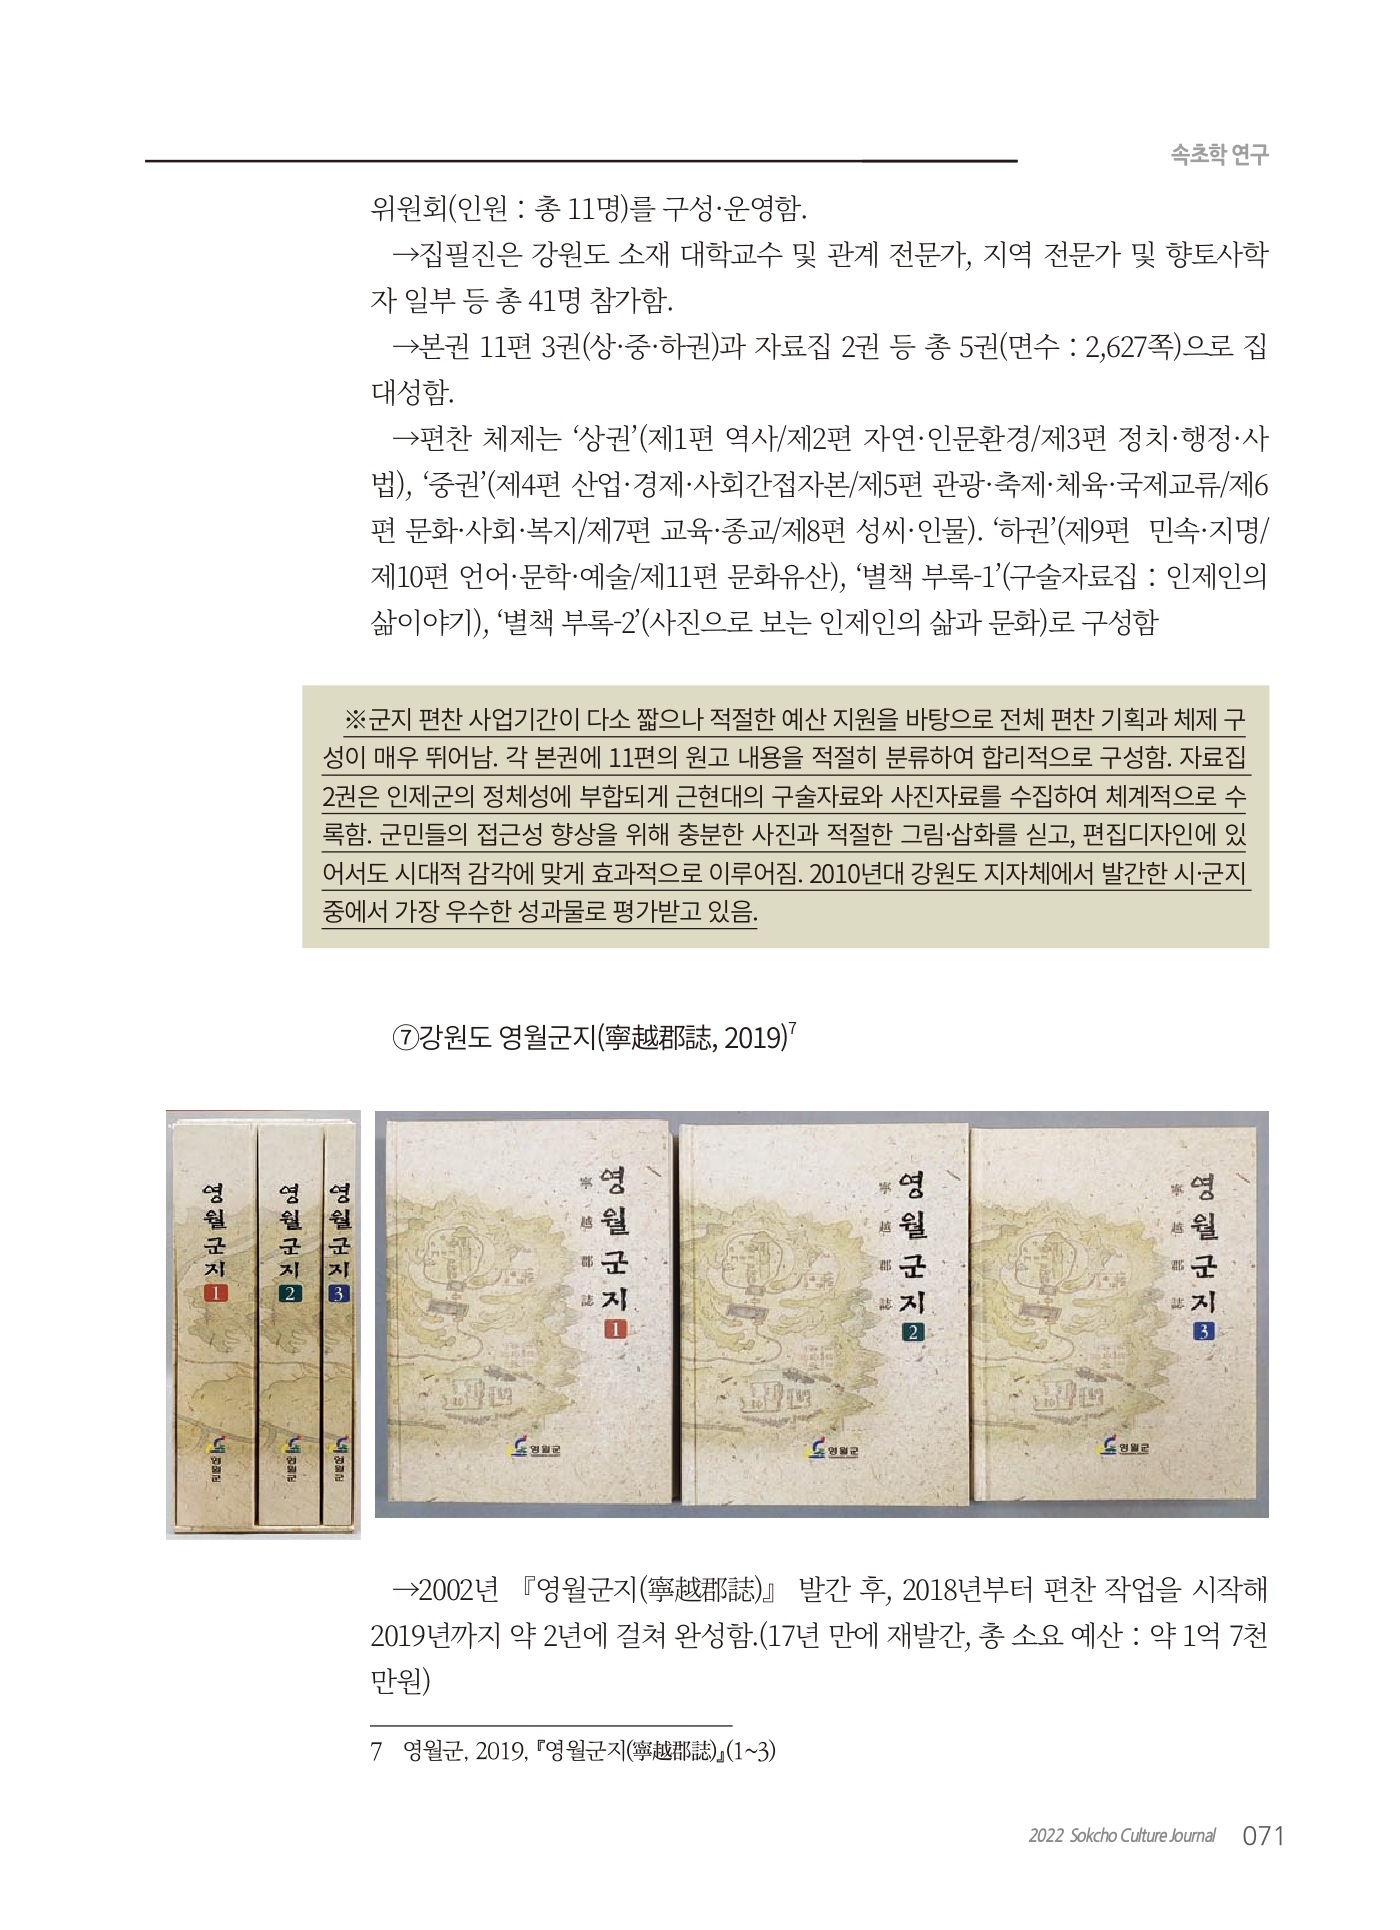 속초학 연구
위원회(인원 : 총 11명)를 구성·운영함.
→집필진은 강원도 소재 대학교수 및 관계 전문가, 지역 전문가 및 향토사학
자 일부 등 총 41명 참가함.
→본권 11편 3권(상·중·하권)과 자료집 2권 등 총 5권(면수 : 2,627쪽)으로 집
대성함.
→편찬 체제는 ‘상권’(제1편 역사/제2편 자연·인문환경/제3편 정치·행정·사
법), ‘중권’(제4편 산업·경제·사회간접자본/제5편 관광·축제·체육·국제교류/제6
편 문화·사회·복지/제7편 교육·종교/제8편 성씨·인물). ‘하권’(제9편 민속·지명/
제10편 언어·문학·예술/제11편 문화유산), ‘별책 부록-1’(구술자료집 : 인제인의
삶이야기), ‘별책 부록-2’(사진으로 보는 인제인의 삶과 문화)로 구성함
※군지 편찬 사업기간이 다소 짧으나 적절한 예산 지원을 바탕으로 전체 편찬 기획과 체제 구
성이 매우 뛰어남. 각 본권에 11편의 원고 내용을 적절히 분류하여 합리적으로 구성함. 자료집
2권은 인제군의 정체성에 부합되게 근현대의 구술자료와 사진자료를 수집하여 체계적으로 수
록함. 군민들의 접근성 향상을 위해 충분한 사진과 적절한 그림·삽화를 싣고, 편집디자인에 있
어서도 시대적 감각에 맞게 효과적으로 이루어짐. 2010년대 강원도 지자체에서 발간한 시·군지
중에서 가장 우수한 성과물로 평가받고 있음.
⑦강원도 영월군지(寧越郡誌, 2019)7
영월군지 1
영월군
영월군지 2
영월군
영월군지 3
영월군
영월군지 1
寧越郡誌
영월군
영월군지 2
寧越郡誌
영월군
영월군지 3
寧越郡誌
영월군
→2002년 『영월군지(寧越郡誌)』 발간 후, 2018년부터 편찬 작업을 시작해
2019년까지 약 2년에 걸쳐 완성함.(17년 만에 재발간, 총 소요 예산 : 약 1억 7천
만원)
7 영월군, 2019, 『영월군지(寧越郡誌)』(1~3)
2022 Sokcho Culture Journal 071